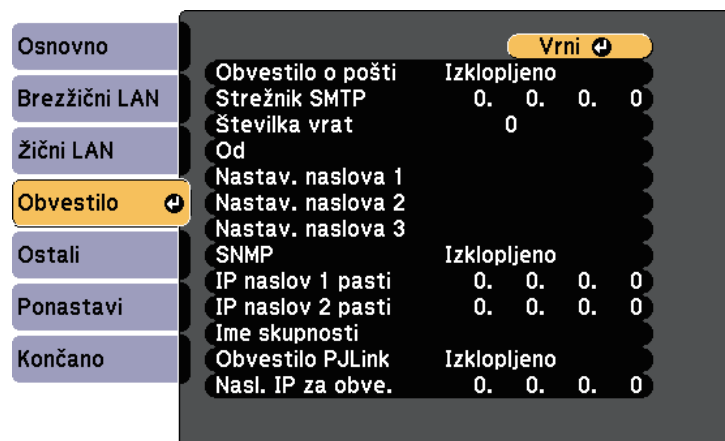 Osnovno
Brezžični LAN
Žični LAN
Obvestilo
Ostali
Ponastavi
Končano
Vrni
Obvestilo o pošti Izklopljeno
Strežnik SMTP 0. 0. 0. 0
Številka vrat 0
Od
Nastav. naslova 1
Nastav. naslova 2
Nastav. naslova 3
SNMP Izklopljeno
IP naslov 1 pasti 0. 0. 0. 0
IP naslov 2 pasti 0. 0. 0. 0
Ime skupnosti
Obvestilo PJLink Izklopljeno
Nasl. IP za obve. 0. 0. 0. 0